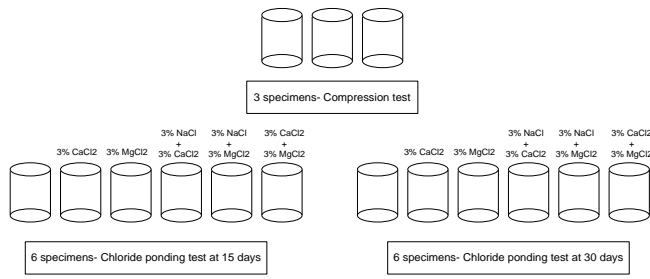 3 specimens- Compression test
3% CaCl2
3% MgCl2
3% NaCl
+
3% CaCl2
3% NaCl
+
3% MgCl2
3% CaCl2
+
3% MgCl2
6 specimens- Chloride ponding test at 15 days
3% CaCl2
3% MgCl2
3% NaCl
+
3% CaCl2
3% NaCl
+
3% MgCl2
3% CaCl2
+
3% MgCl2
6 specimens- Chloride ponding test at 30 days